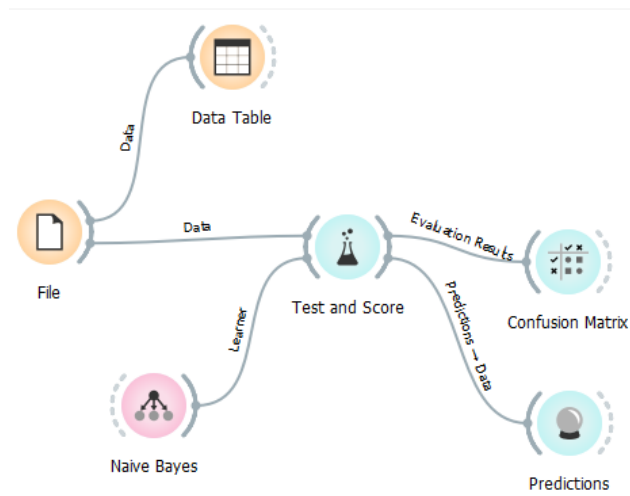 Data Table
Data
Data
File
Evaluation Results
Test and Score
Confusion Matrix
Learner
Predictions → Data
Naive Bayes
Predictions